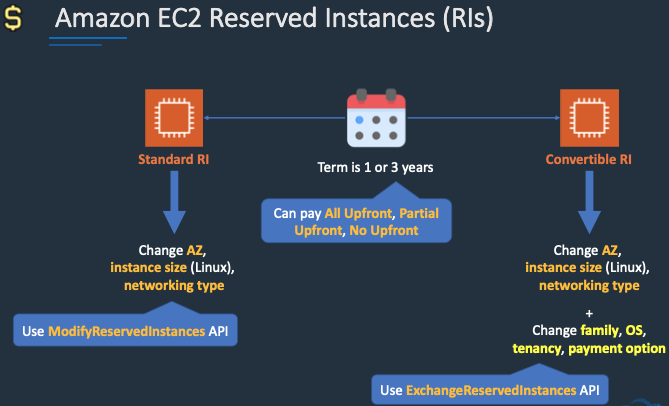 $
Amazon EC2 Reserved Instances (RIs)
Standard RI
Term is 1 or 3 years
Convertible RI
Can pay All Upfront, Partial
Upfront, No Upfront
Change AZ,
instance size (Linux),
networking type
Use ModifyReservedInstances API
Change AZ,
instance size (Linux),
networking type
+
Change family, OS,
tenancy, payment option
Use ExchangeReservedInstances API